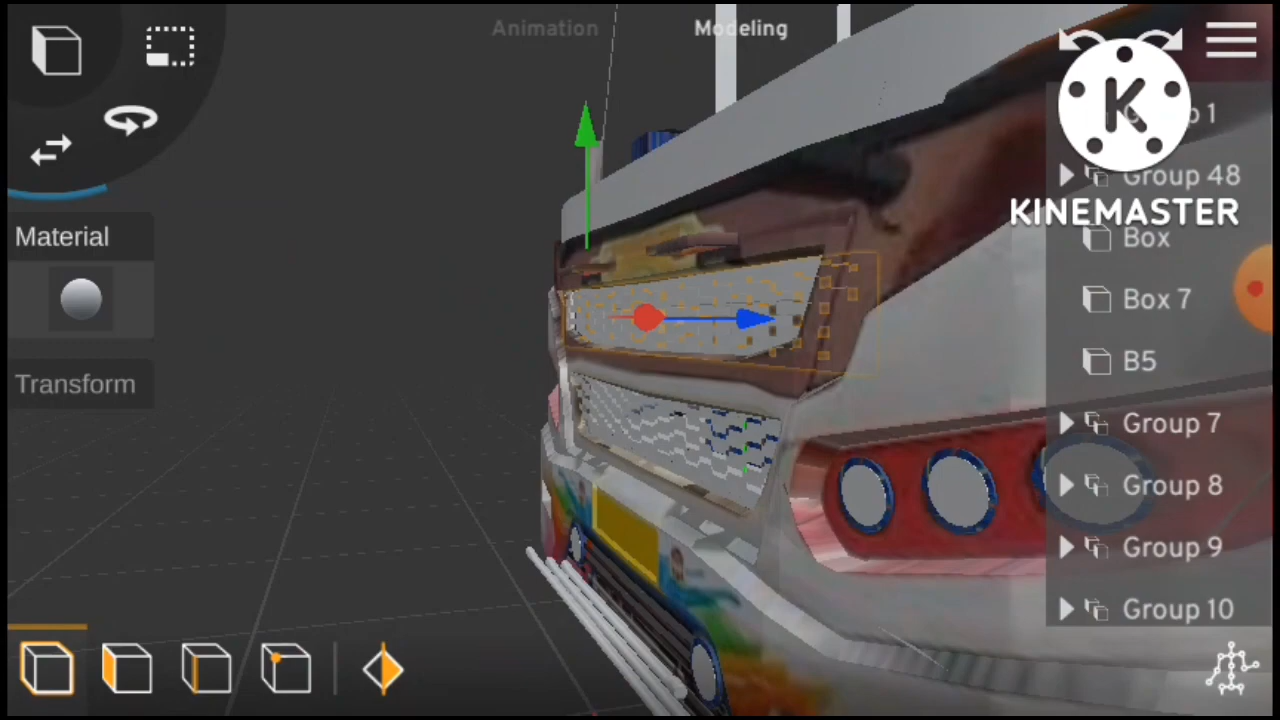 Animation
Modeling
K
KINEMASTER
Material
Transform
Group 48
Box
Box 7
B5
Group 7
Group 8
Group 9
Group 10